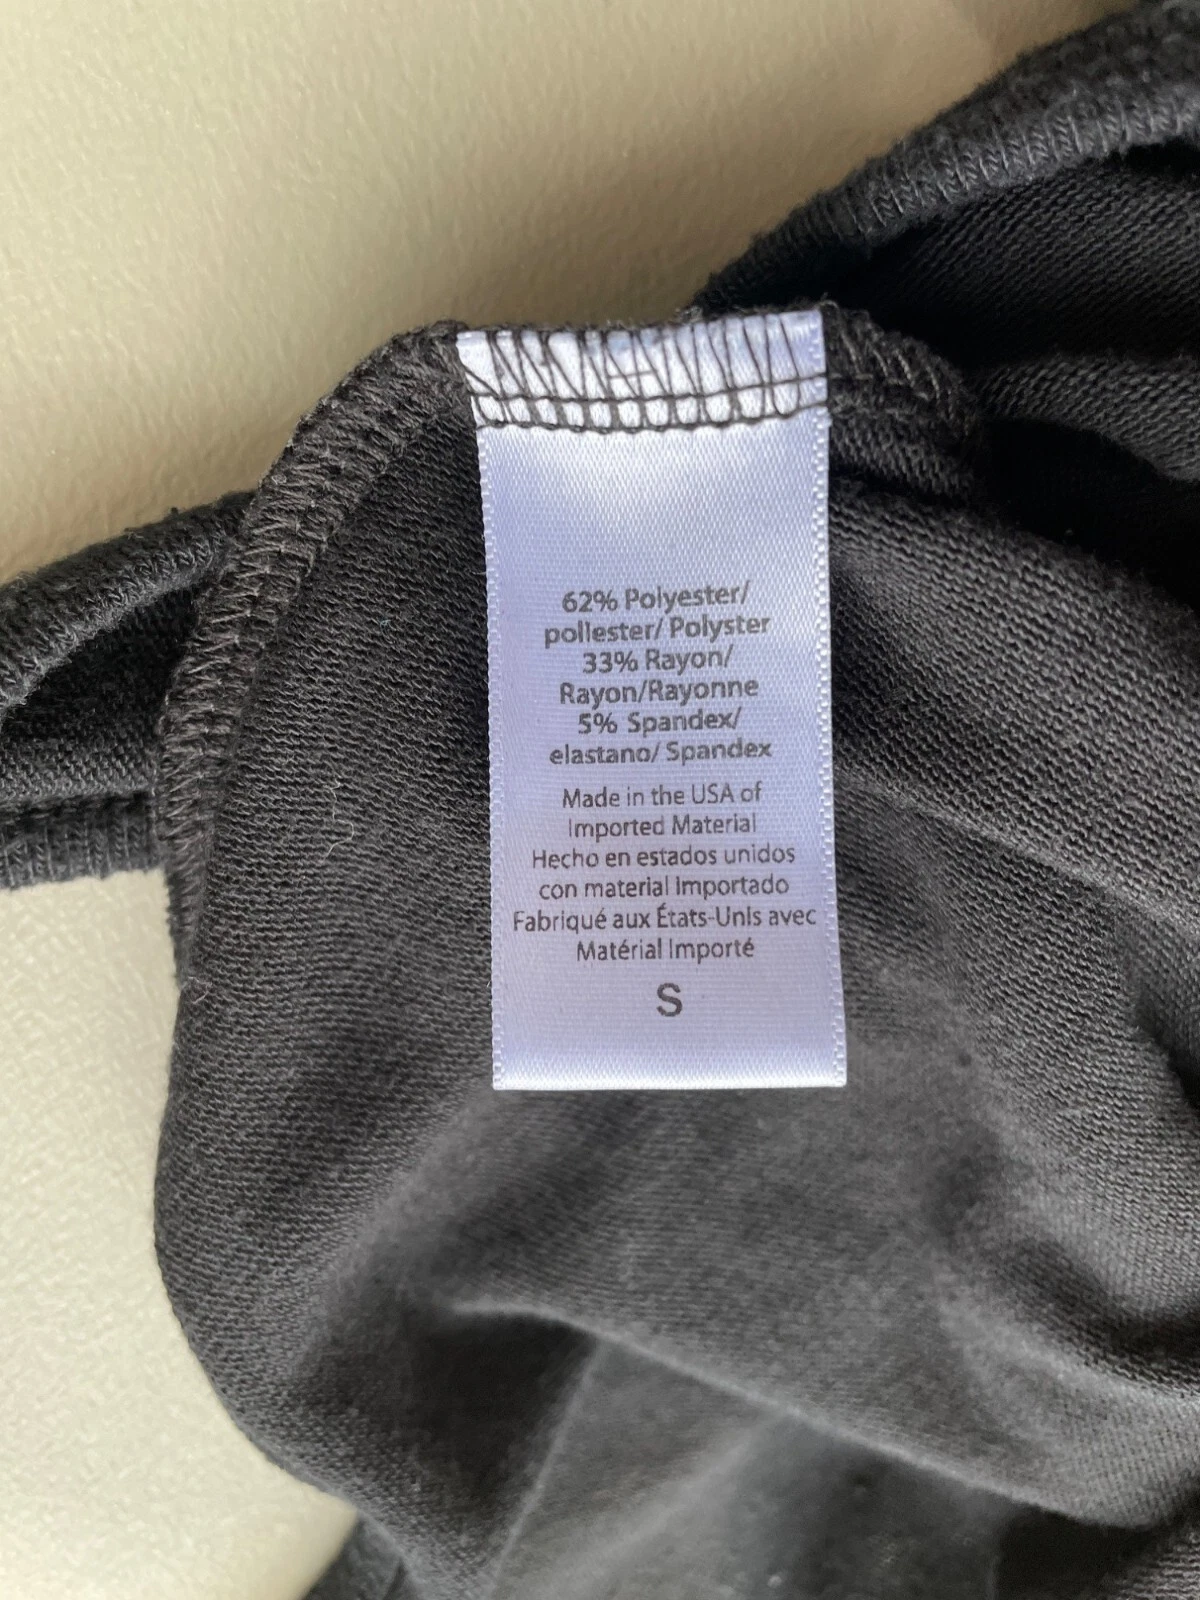 62% Polyester/
poliester/ Polyster
33% Rayon/
Rayon/Rayonne
5% Spandex/
elastano/ Spandex
Made in the USA of
Imported Material
Hecho en estados unidos
con material Importado
Fabriqué aux États-Unis avec
Matérial Importé
S